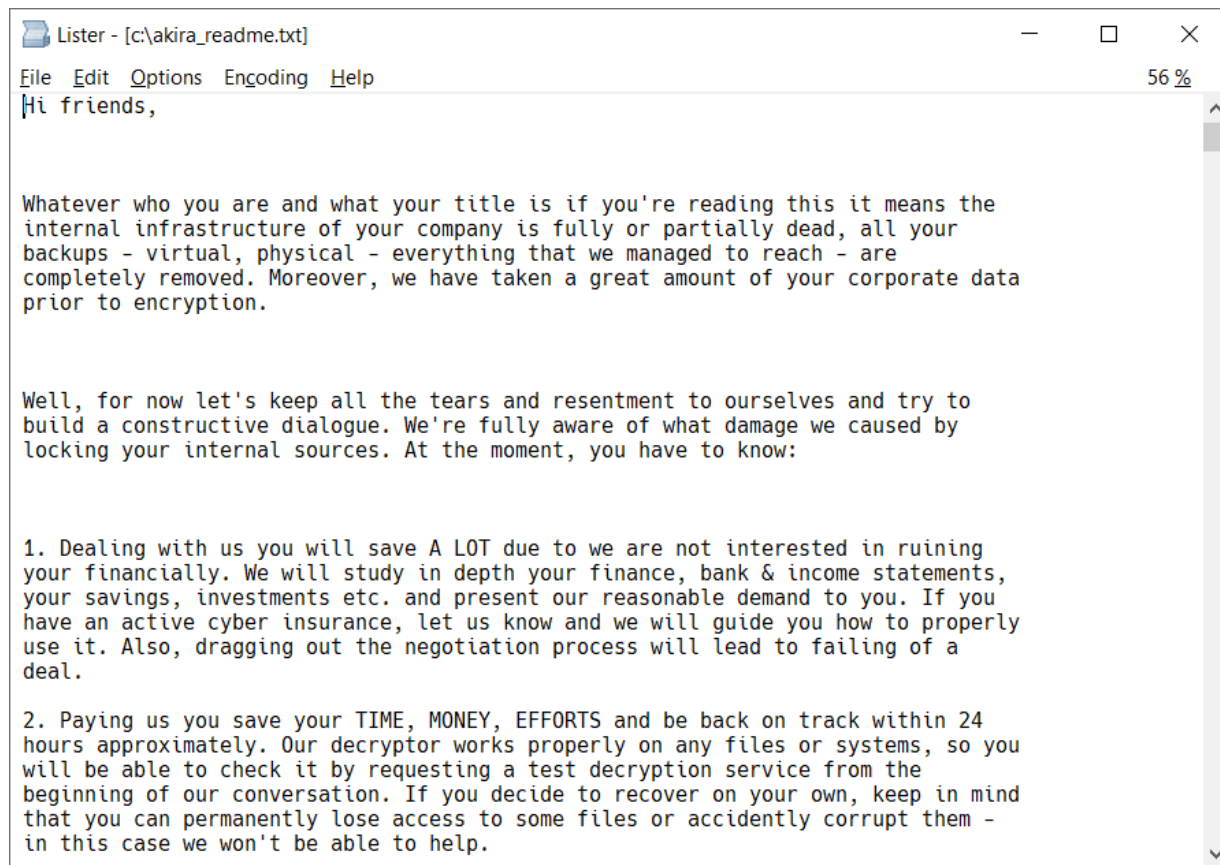 Lister - [c:\akira_readme.txt]
File Edit Options Encoding Help 56 %
Hi friends,
Whatever who you are and what your title is if you're reading this it means the
internal infrastructure of your company is fully or partially dead, all your
backups - virtual, physical - everything that we managed to reach - are
completely removed. Moreover, we have taken a great amount of your corporate data
prior to encryption.
Well, for now let's keep all the tears and resentment to ourselves and try to
build a constructive dialogue. We're fully aware of what damage we caused by
locking your internal sources. At the moment, you have to know:
1. Dealing with us you will save A LOT due to we are not interested in ruining
your financially. We will study in depth your finance, bank & income statements,
your savings, investments etc. and present our reasonable demand to you. If you
have an active cyber insurance, let us know and we will guide you how to properly
use it. Also, dragging out the negotiation process will lead to failing of a
deal.
2. Paying us you save your TIME, MONEY, EFFORTS and be back on track within 24
hours approximately. Our decryptor works properly on any files or systems, so you
will be able to check it by requesting a test decryption service from the
beginning of our conversation. If you decide to recover on your own, keep in mind
that you can permanently lose access to some files or accidently corrupt them -
in this case we won't be able to help.